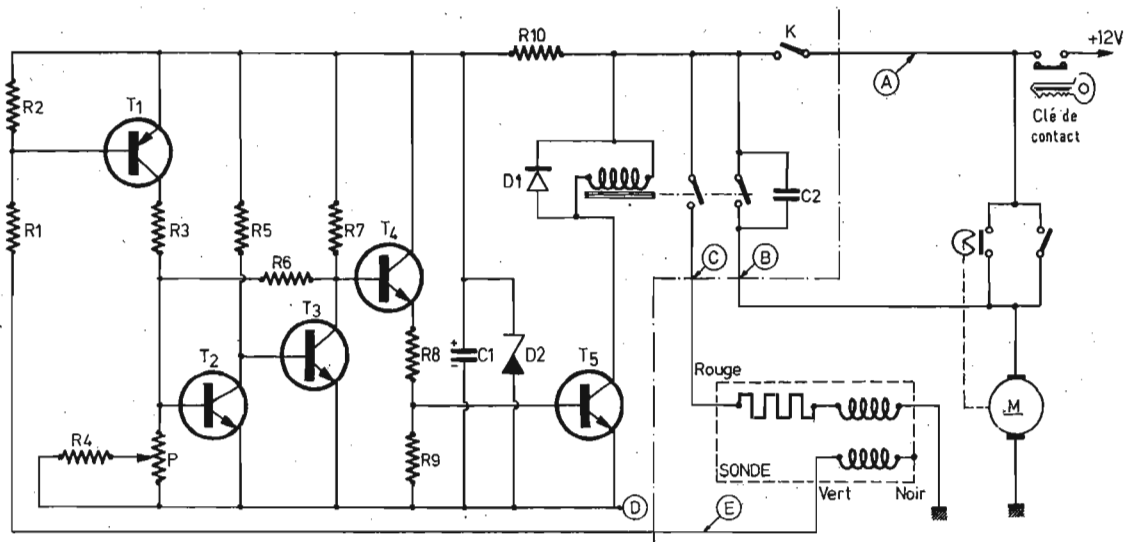 R10
K
+12V
A
Clé de
contact
R2
T1
D1
C2
R1
R3
R5
R7
T4
R6
C
B
T3
T2
R8
C1
D2
T5
+
−
Rouge
R4
P
R9
M
SONDE
Vert
Noir
D
E